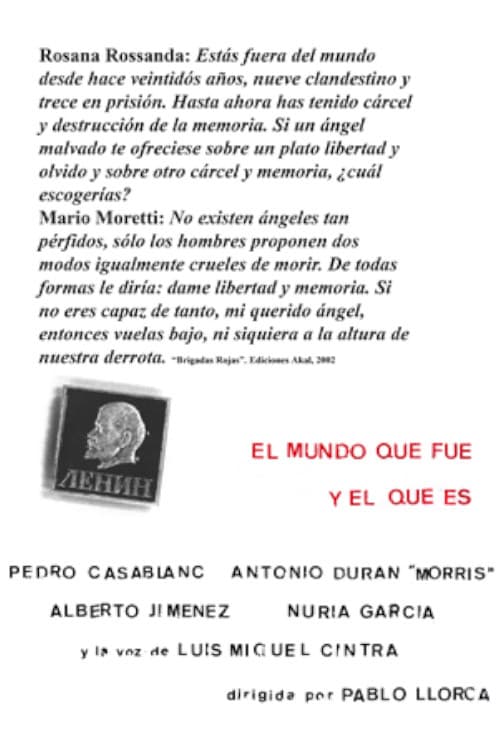 Rosana Rossanda: Estás fuera del mundo
desde hace veintidós años, nueve clandestino y
trece en prisión. Hasta ahora has tenido cárcel
y destrucción de la memoria. Si un ángel
malvado te ofreciese sobre un plato libertad y
olvido y sobre otro cárcel y memoria, ¿cuál
escogerías?
Mario Moretti: No existen ángeles tan
pérfidos, sólo los hombres proponen dos
modos igualmente crueles de morir. De todas
formas le diría: dame libertad y memoria. Si
no eres capaz de tanto, mi querido ángel,
entonces vuelas bajo, ni siquiera a la altura de
nuestra derrota. "Brigadas Rojas". Ediciones Akal, 2002
ЛЕНИН
EL MUNDO QUE FUE
Y EL QUE ES
PEDRO CASABLANC ANTONIO DURAN "MORRIS"
ALBERTO JIMENEZ NURIA GARCIA
y la voz de LUIS MIGUEL CINTRA
dirigida por PABLO LLORCA